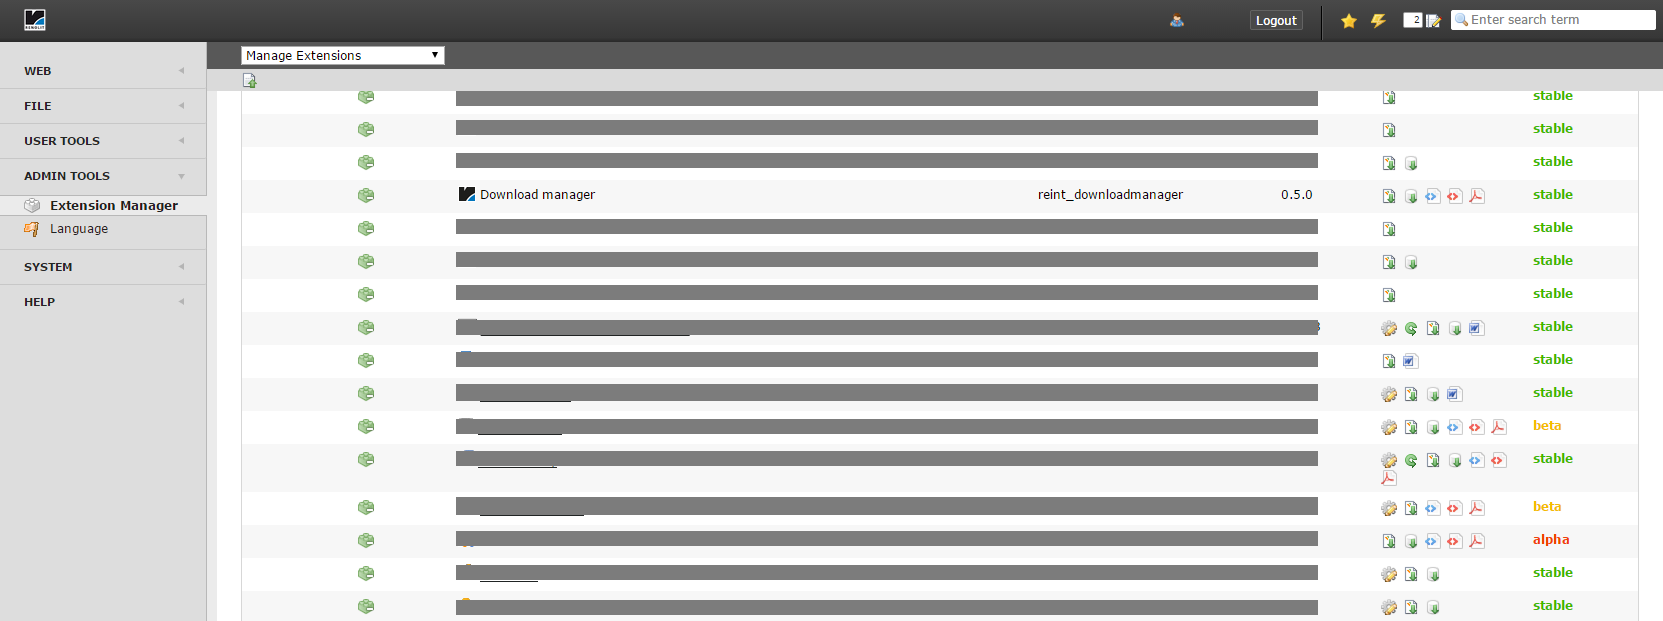 KENNZIFFER
Logout
2
Enter search term
Manage Extensions
WEB
FILE
USER TOOLS
ADMIN TOOLS
Extension Manager
Language
SYSTEM
HELP
stable
stable
stable
Download manager reint_downloadmanager 0.5.0 stable
stable
stable
stable
stable
stable
stable
beta
stable
beta
alpha
stable
stable